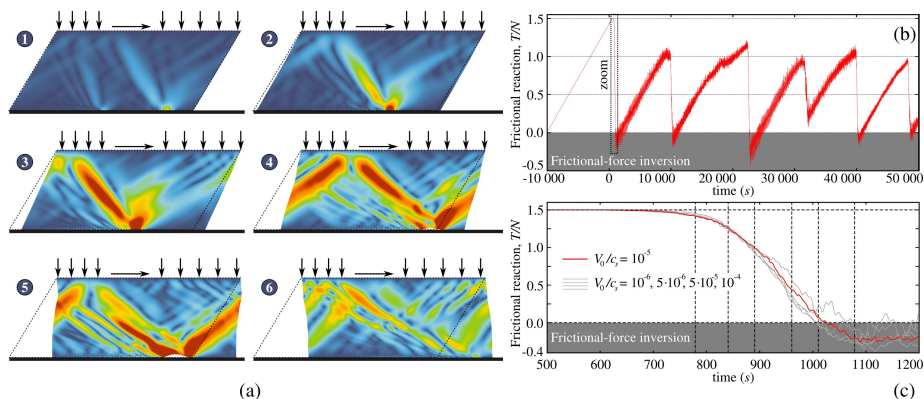 1
2
3
4
5
6
(a)
Frictional reaction, T/N
1.5
1.0
0.5
0.0
-0.5
zoom
(b)
Frictional-force inversion
-10 000
0
10 000
20 000
30 000
40 000
50 000
time (s)
Frictional reaction, T/N
1.5
1.0
0.5
0.0
-0.4
V₀/cₛ = 10⁻⁵
V₀/cₛ = 10⁻⁶, 5·10⁻⁶, 5·10⁻⁵, 10⁻⁴
Frictional-force inversion
500
600
700
800
900
1000
1100
1200
time (s)
(c)